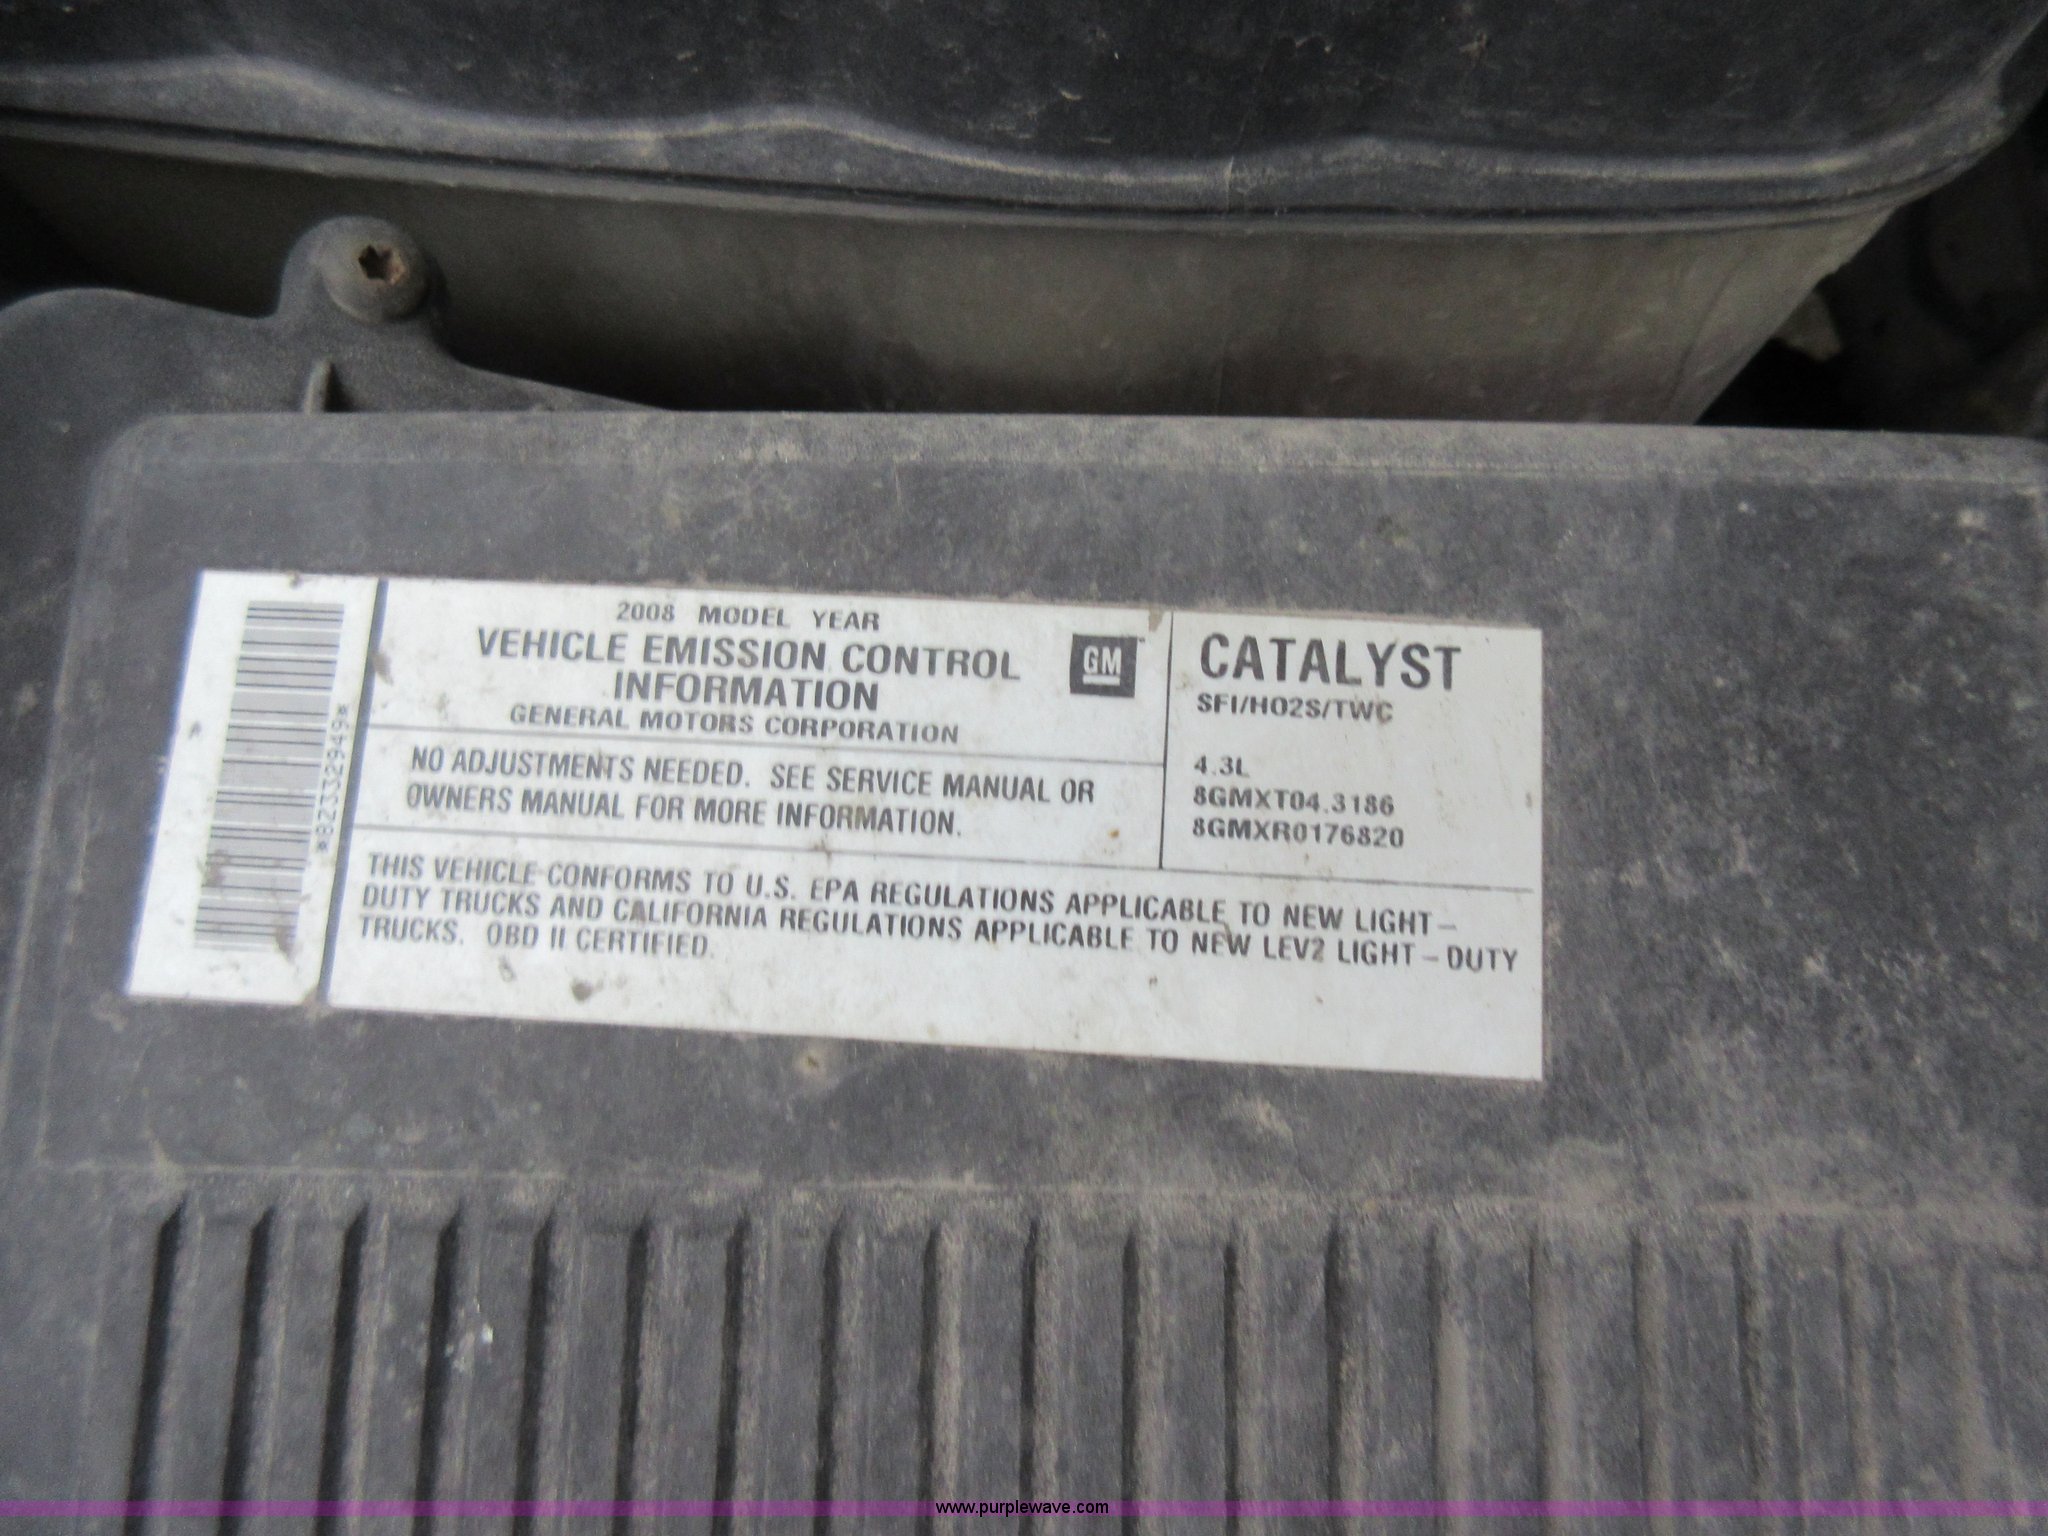 2008 MODEL YEAR
VEHICLE EMISSION CONTROL
INFORMATION
GENERAL MOTORS CORPORATION
GM
NO ADJUSTMENTS NEEDED. SEE SERVICE MANUAL OR
OWNERS MANUAL FOR MORE INFORMATION.
CATALYST
SFI/HO2S/TWC
4.3L
8GMXT04.3186
8GMXR0176820
THIS VEHICLE CONFORMS TO U.S. EPA REGULATIONS APPLICABLE TO NEW LIGHT-
DUTY TRUCKS AND CALIFORNIA REGULATIONS APPLICABLE TO NEW LEV2 LIGHT-DUTY
TRUCKS. OBD II CERTIFIED.
*8Z3332949*
www.purplewave.com